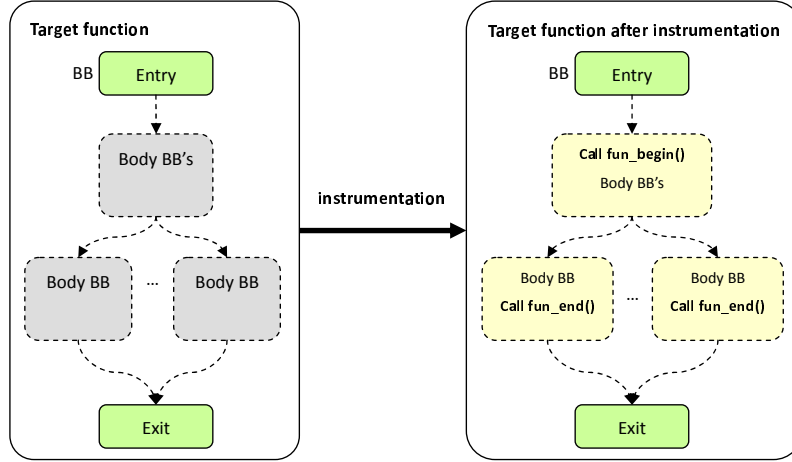 Target function
BB
Entry
Body BB's
Body BB
...
Body BB
Exit
instrumentation
Target function after instrumentation
BB
Entry
Call fun_begin()
Body BB's
Body BB
Call fun_end()
...
Body BB
Call fun_end()
Exit